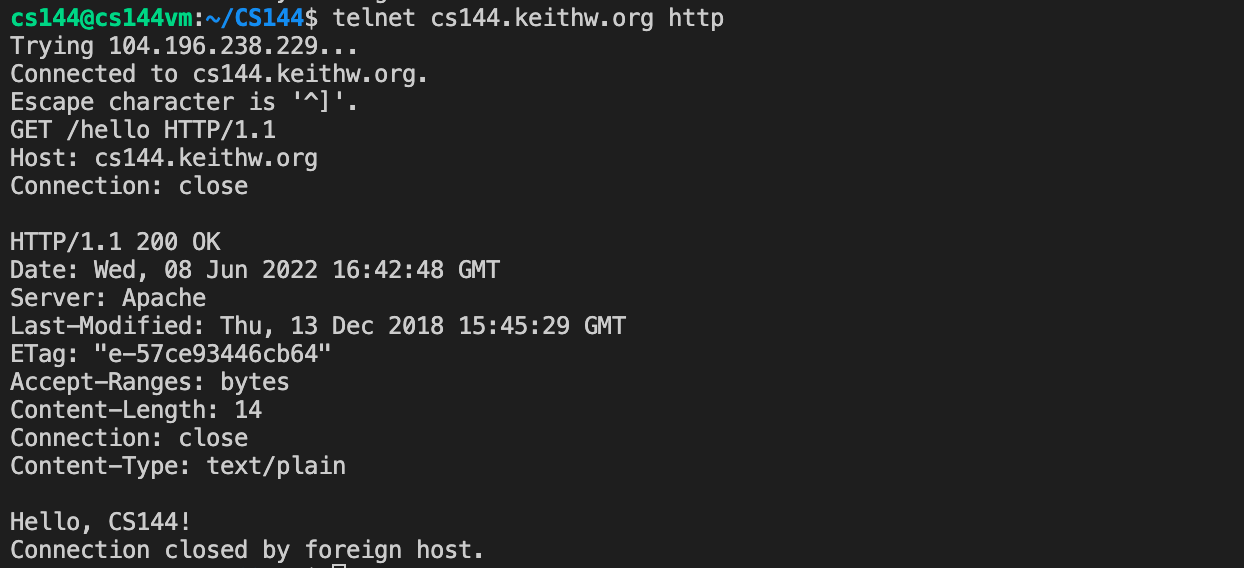 cs144@cs144vm:~/CS144$ telnet cs144.keithw.org http
Trying 104.196.238.229...
Connected to cs144.keithw.org.
Escape character is '^]'.
GET /hello HTTP/1.1
Host: cs144.keithw.org
Connection: close

HTTP/1.1 200 OK
Date: Wed, 08 Jun 2022 16:42:48 GMT
Server: Apache
Last-Modified: Thu, 13 Dec 2018 15:45:29 GMT
ETag: "e-57ce93446cb64"
Accept-Ranges: bytes
Content-Length: 14
Connection: close
Content-Type: text/plain

Hello, CS144!
Connection closed by foreign host.